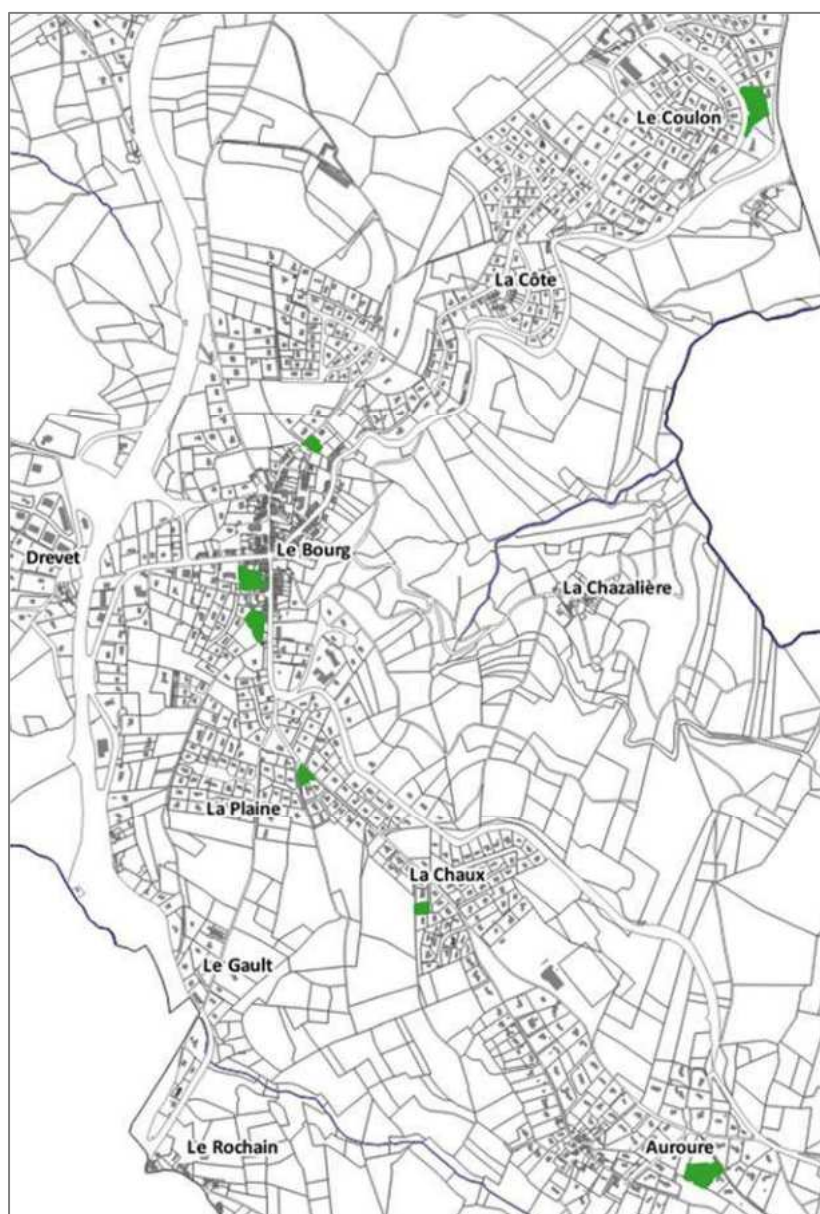 Le Coulon
La Côte
Drevet
Le Bourg
La Chazalière
La Plaine
La Chaux
Le Gault
Le Rochain
Auroure